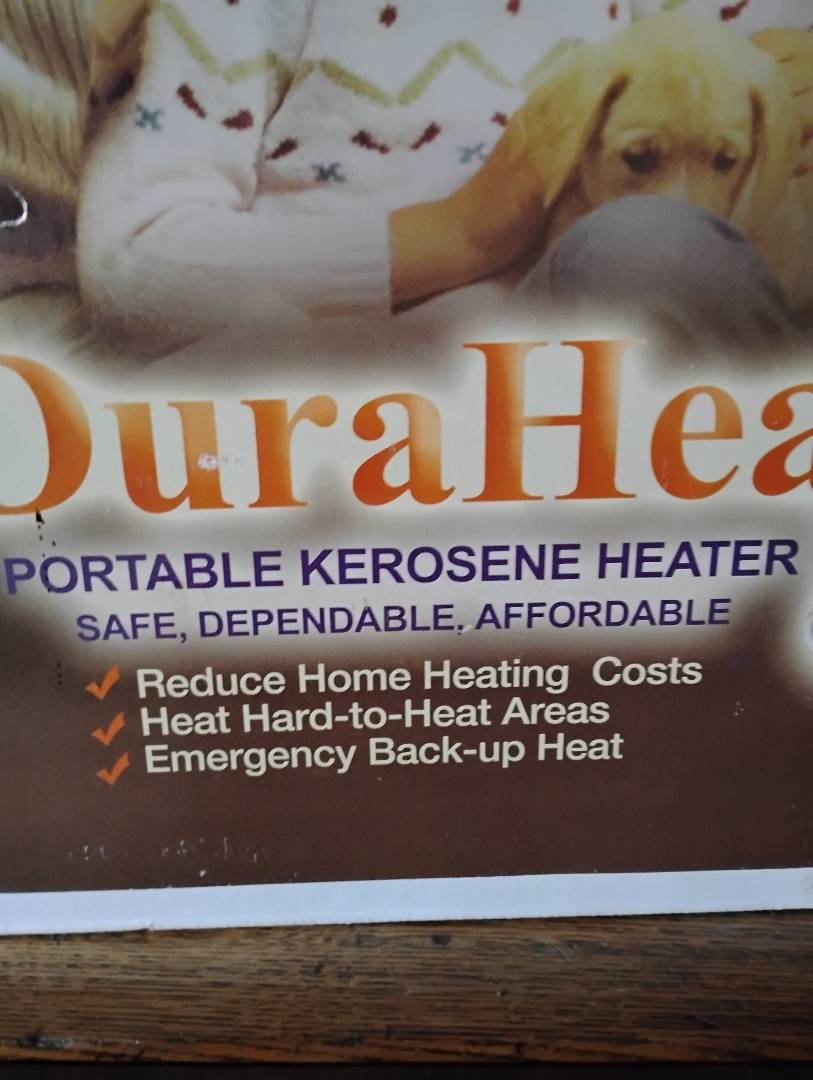 DuraHea
PORTABLE KEROSENE HEATER
SAFE, DEPENDABLE, AFFORDABLE
Reduce Home Heating Costs
Heat Hard-to-Heat Areas
Emergency Back-up Heat